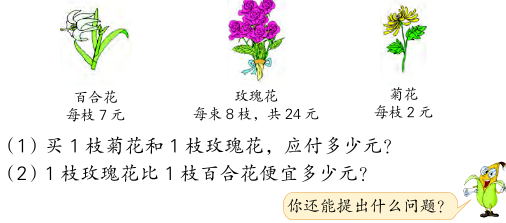 百合花
每枝 7 元
玫瑰花
每束 8 枝，共 24 元
菊花
每枝 2 元
（1）买 1 枝菊花和 1 枝玫瑰花，应付多少元？
（2）1 枝玫瑰花比 1 枝百合花便宜多少元？
你还能提出什么问题？